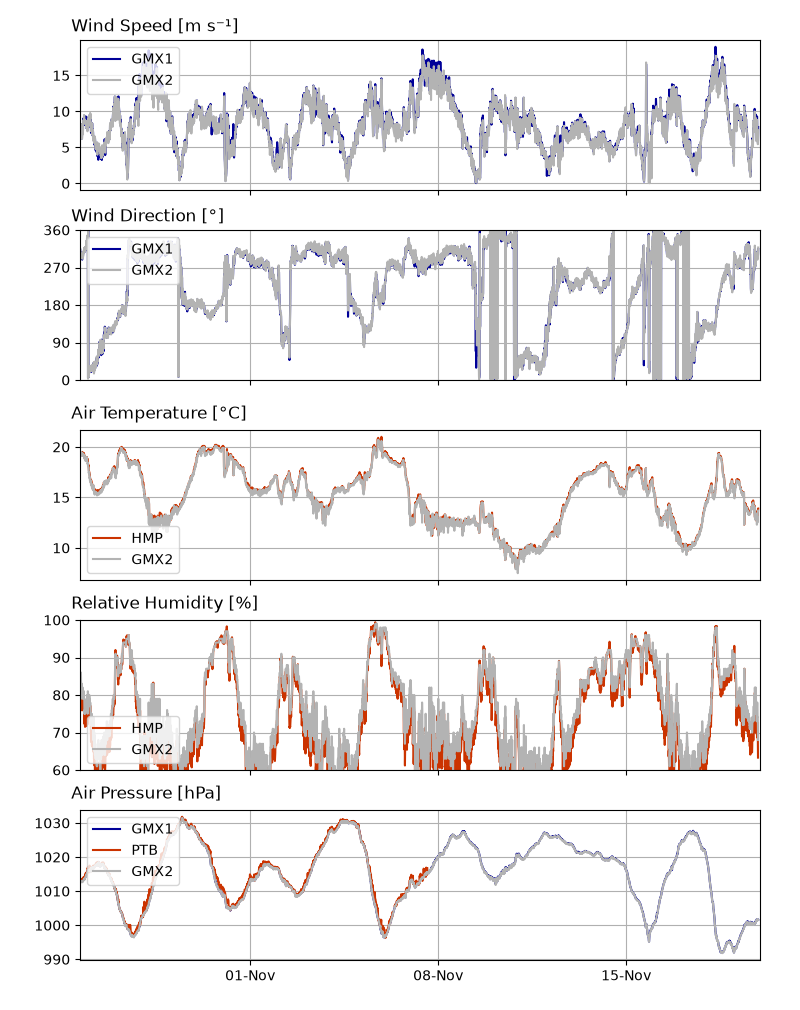 Wind Speed [m s⁻¹]
15
10
5
0
GMX1
GMX2
Wind Direction [°]
360
270
180
90
0
GMX1
GMX2
Air Temperature [°C]
20
15
10
HMP
GMX2
Relative Humidity [%]
100
90
80
70
60
HMP
GMX2
Air Pressure [hPa]
1030
1020
1010
1000
990
GMX1
PTB
GMX2
01-Nov 08-Nov 15-Nov